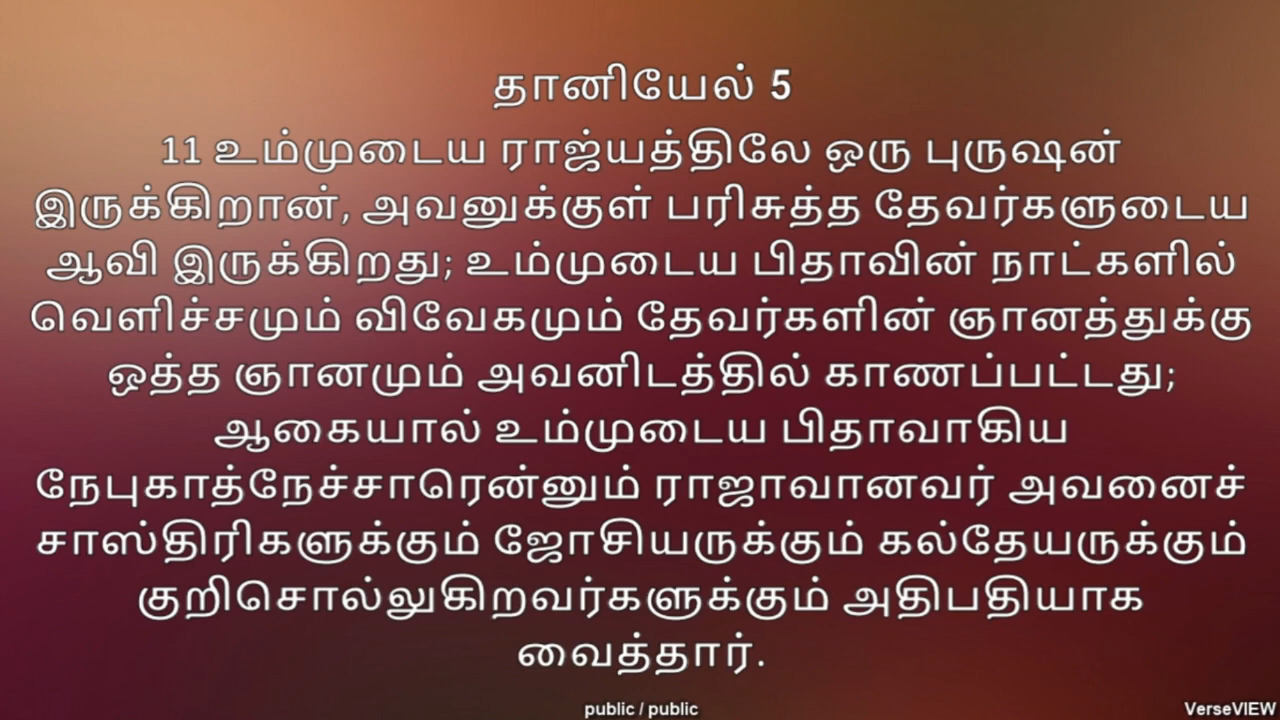 தானியேல் 5
11 உம்முடைய ராஜ்யத்திலே ஒரு புருஷன்
இருக்கிறான், அவனுக்குள் பரிசுத்த தேவர்களுடைய
ஆவி இருக்கிறது; உம்முடைய பிதாவின் நாட்களில்
வெளிச்சமும் விவேகமும் தேவர்களின் ஞானத்துக்கு
ஒத்த ஞானமும் அவனிடத்தில் காணப்பட்டது;
ஆகையால் உம்முடைய பிதாவாகிய
நேபுகாத்நேச்சாரென்னும் ராஜாவானவர் அவனைச்
சாஸ்திரிகளுக்கும் ஜோசியருக்கும் கல்தேயருக்கும்
குறிசொல்லுகிறவர்களுக்கும் அதிபதியாக
வைத்தார்.
public / public
VerseVIEW